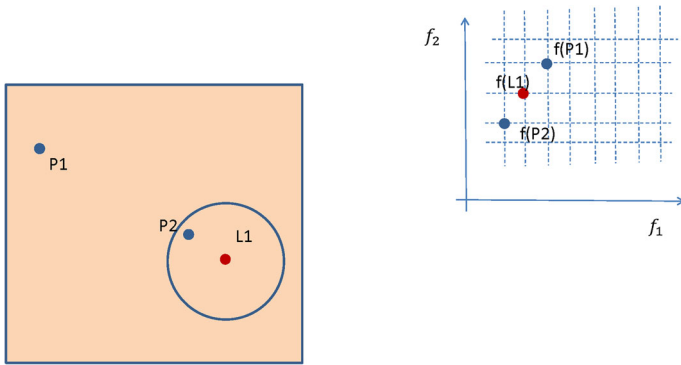 P1
P2
L1
f₂
f(P1)
f(L1)
f(P2)
f₁